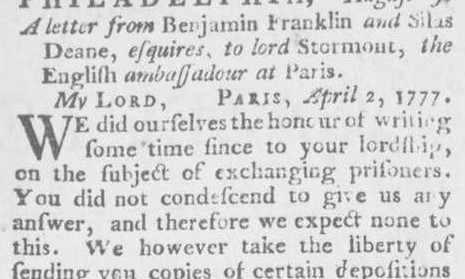 PHILADELPHIA, August
A letter from Benjamin Franklin and Silas
Deane, eſquires, to lord Stormont, the
Engliſh ambaſſadour at Paris.
My LORD, PARIS, April 2, 1777.
WE did ourſelves the honour of writing
ſome time ſince to your lordſhip,
on the ſubject of exchanging priſoners.
You did not condeſcend to give us any
anſwer, and therefore we expect none to
this. We however take the liberty of
ſending you copies of certain depoſitions